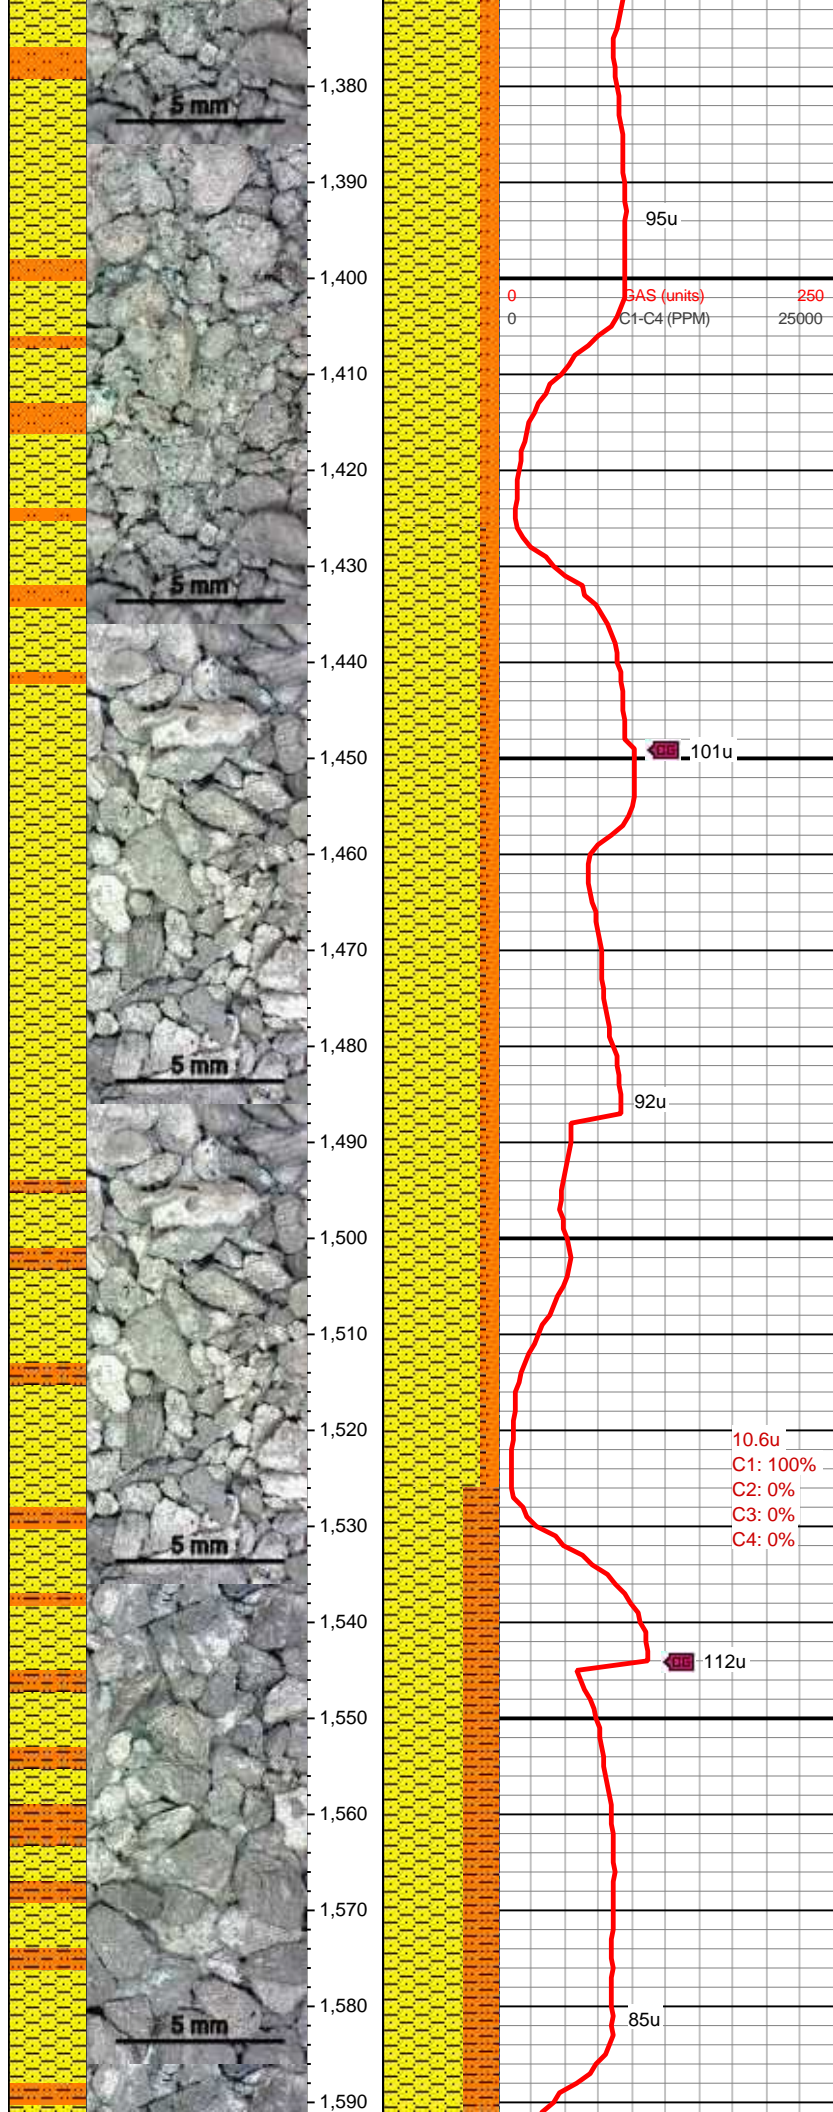 1,380
5 mm
1,390
95u
1,400
0 GAS (units) 250
0 C1-C4 (PPM) 25000
1,410
1,420
1,430
5 mm
1,440
1,450
CG 101u
1,460
1,470
1,480
5 mm
92u
1,490
1,500
1,510
1,520
10.6u
C1: 100%
C2: 0%
C3: 0%
C4: 0%
1,530
5 mm
1,540
CG 112u
1,550
1,560
1,570
1,580
85u
5 mm
1,590